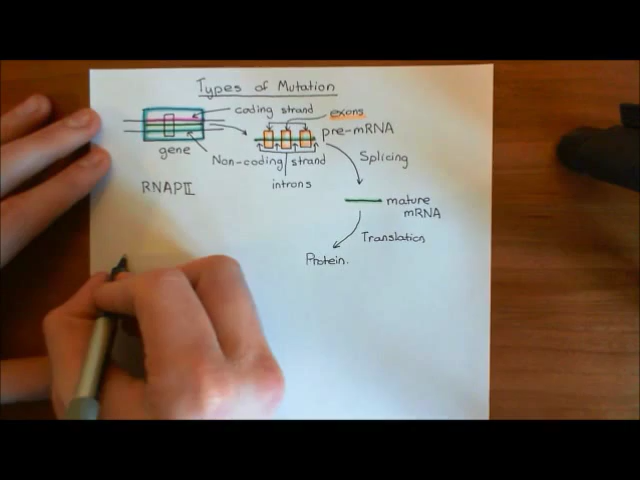 Types of Mutation
coding strand
exons
pre-mRNA
gene
Non-coding strand
Splicing
RNAPII
introns
mature
mRNA
Translation
Protein.